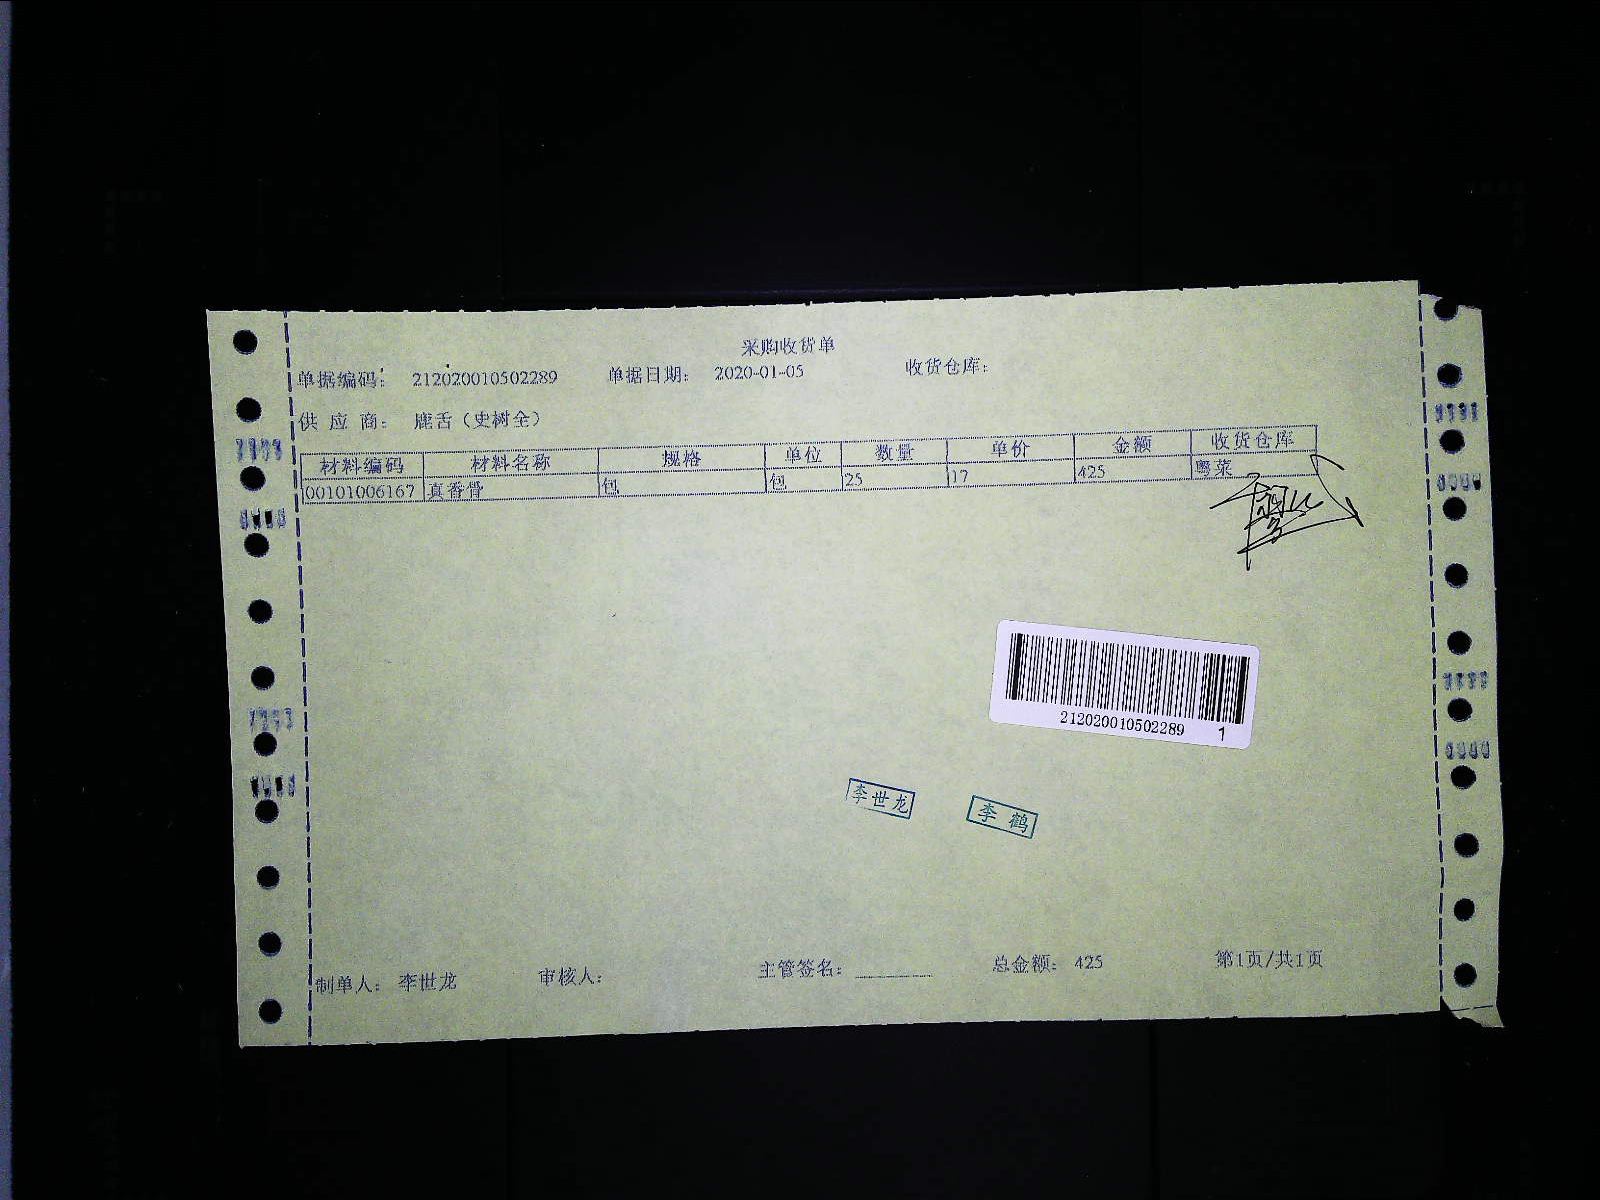 采购收货单
单据编码： 212020010502289 单据日期： 2020-01-05 收货仓库：
供 应 商： 鹿舌（史树全）
材料编码 材料名称 规格 单位 数量 单价 金额 收货仓库
00101006167 真香骨 包 包 25 17 425 粤菜
212020010502289 1
李世龙 李鹤
制单人： 李世龙 审核人： 主管签名： 总金额： 425 第1页/共1页